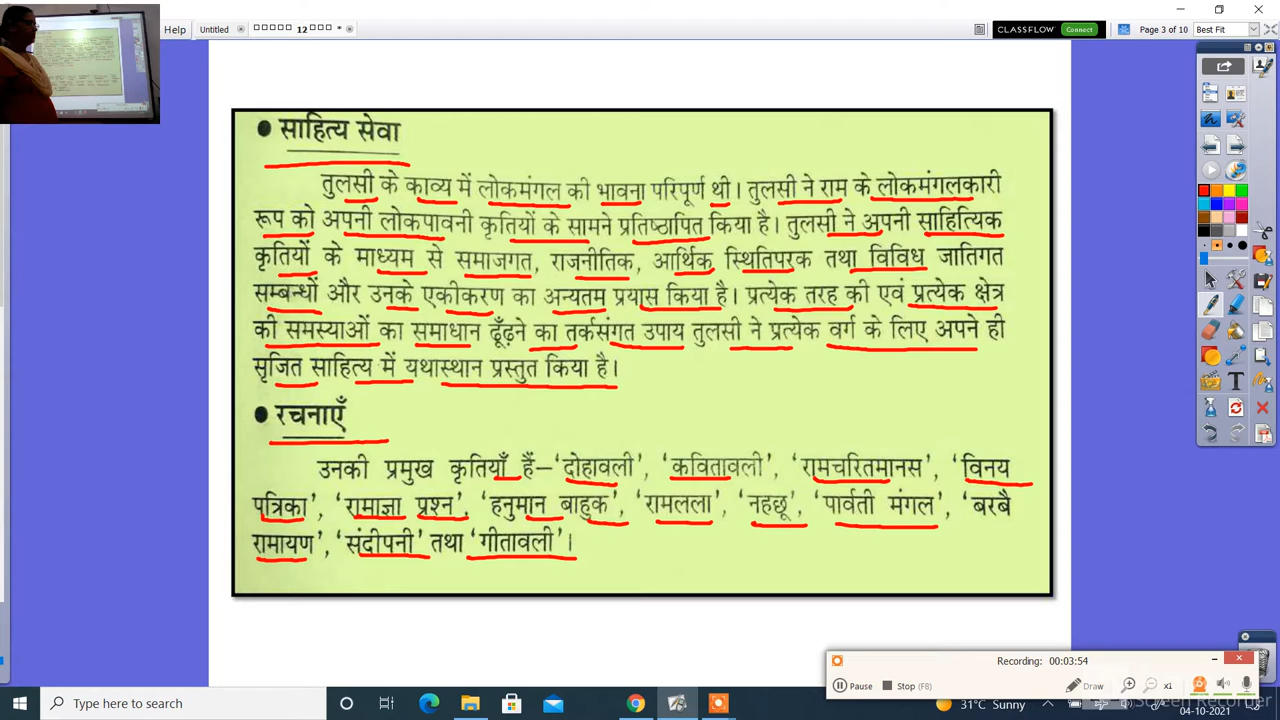 Help
Untitled
12 *
CLASSFLOW
Connect
Page 3 of 10
Best Fit
• साहित्य सेवा
तुलसी के काव्य में लोकमंगल की भावना परिपूर्ण थी। तुलसी ने राम के लोकमंगलकारी
रूप को अपनी लोकपावनी कृतियों के सामने प्रतिष्ठापित किया है। तुलसी ने अपनी साहित्यिक
कृतियों के माध्यम से समाजगत, राजनीतिक, आर्थिक स्थितिपरक तथा विविध जातिगत
सम्बन्धों और उनके एकीकरण का अन्यतम प्रयास किया है। प्रत्येक तरह की एवं प्रत्येक क्षेत्र
की समस्याओं का समाधान ढूँढ़ने का तर्कसंगत उपाय तुलसी ने प्रत्येक वर्ग के लिए अपने ही
सृजित साहित्य में यथास्थान प्रस्तुत किया है।
• रचनाएँ
उनकी प्रमुख कृतियाँ हैं–'दोहावली', 'कवितावली', 'रामचरितमानस', 'विनय
पत्रिका', 'रामाज्ञा प्रश्न', 'हनुमान बाहुक', 'रामलला', 'नहछू', 'पार्वती मंगल', 'बरबै
रामायण', 'संदीपनी' तथा 'गीतावली'।
Recording: 00:03:54
Pause
Stop (F8)
Draw
x1
Screen Recorder
Type here to search
31°C Sunny
04-10-2021